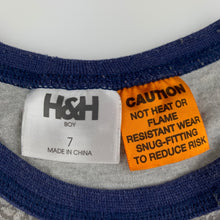 H&H
BOY
7
MADE IN CHINA
CAUTION
NOT HEAT OR
FLAME
RESISTANT WEAR
SNUG-FITTING
TO REDUCE RISK